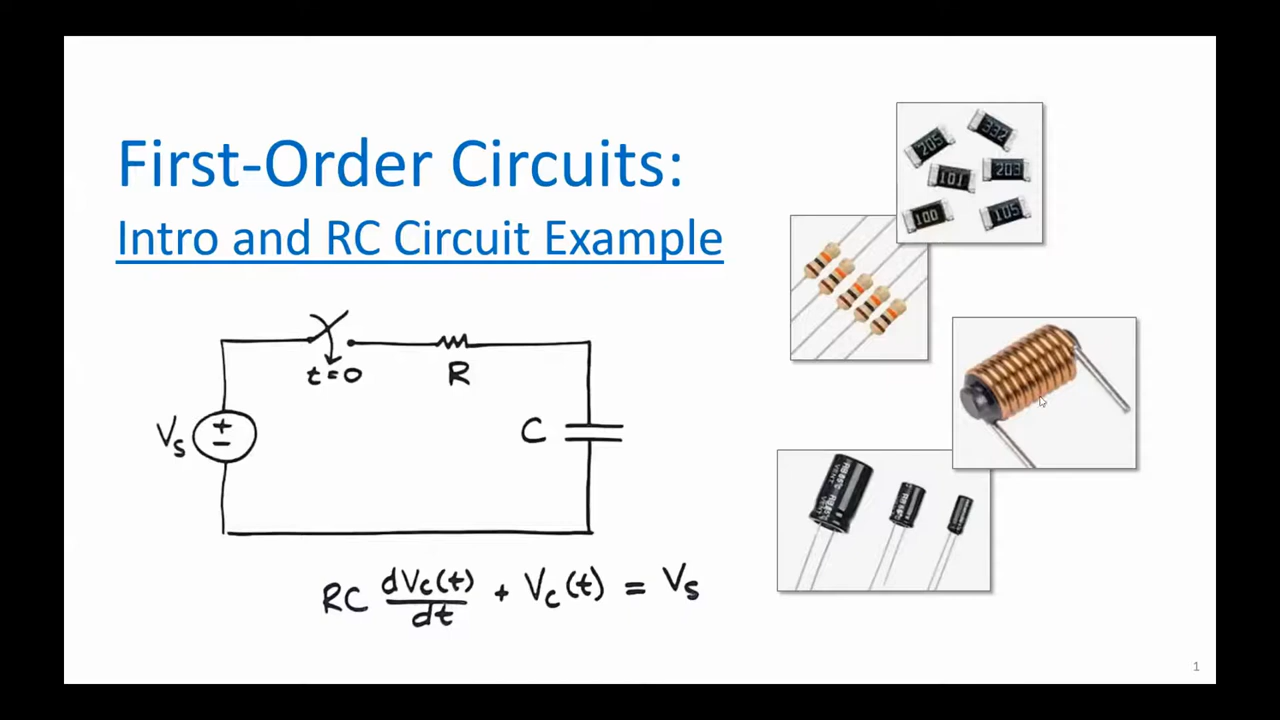 First-Order Circuits:
Intro and RC Circuit Example
205
332
101
203
100
105
t=0
R
Vs
+
−
C
RC dVc(t)/dt + Vc(t) = Vs
VENT
1